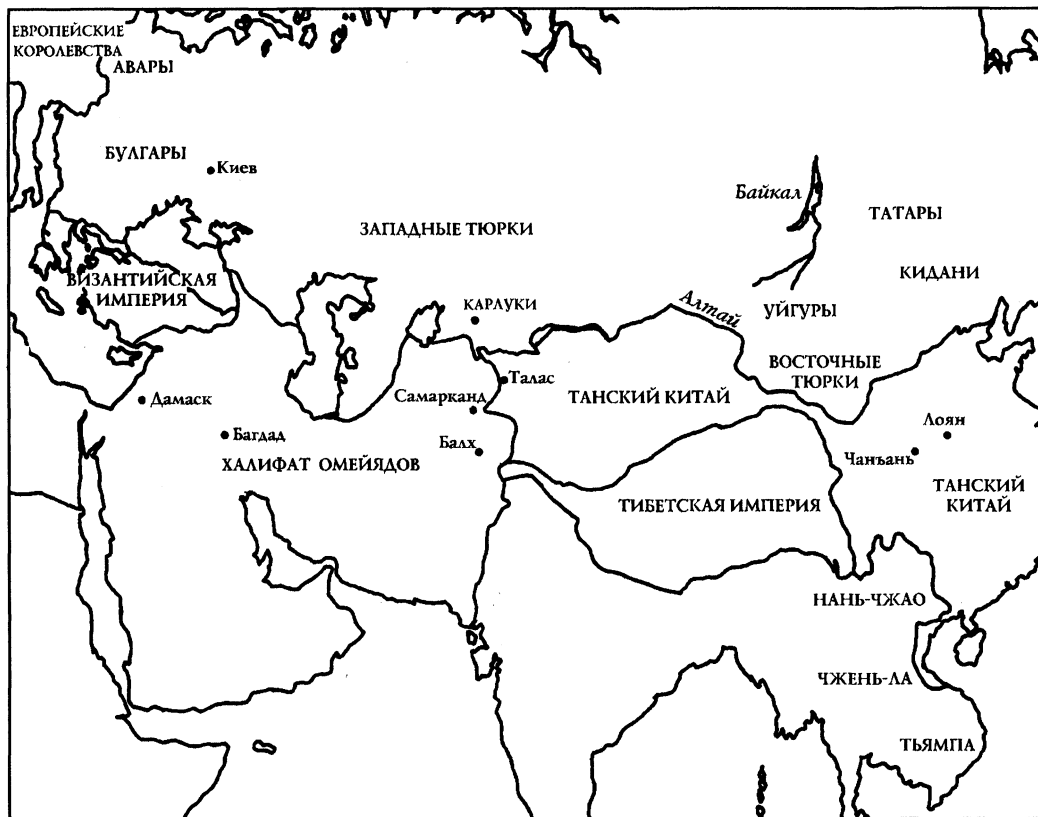 ЕВРОПЕЙСКИЕ
КОРОЛЕВСТВА
АВАРЫ
БУЛГАРЫ
Киев
Байкал
ТАТАРЫ
ЗАПАДНЫЕ ТЮРКИ
ВИЗАНТИЙСКАЯ
ИМПЕРИЯ
КИДАНИ
КАРЛУКИ
Алтай
УЙГУРЫ
ВОСТОЧНЫЕ
ТЮРКИ
Талас
Дамаск
Самарканд
ТАНСКИЙ КИТАЙ
Лоян
Багдад
Балх
Чанъань
ХАЛИФАТ ОМЕЙЯДОВ
ТИБЕТСКАЯ ИМПЕРИЯ
ТАНСКИЙ
КИТАЙ
НАНЬ-ЧЖАО
ЧЖЕНЬ-ЛА
ТЬЯМПА